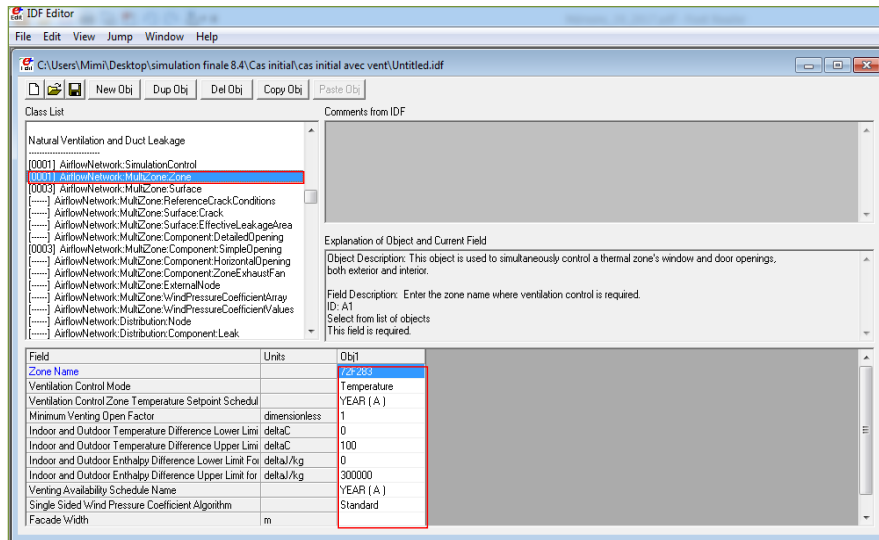 IDF Editor
File Edit View Jump Window Help
C:\Users\Mimi\Desktop\simulation finale 8.4\Cas initial\cas initial avec vent\Untitled.idf
New Obj Dup Obj Del Obj Copy Obj Paste Obj
Class List
Comments from IDF
Natural Ventilation and Duct Leakage
------------------------
[0001] AirflowNetwork:SimulationControl
[0001] AirflowNetwork:MultiZone:Zone
[0003] AirflowNetwork:MultiZone:Surface
[------] AirflowNetwork:MultiZone:ReferenceCrackConditions
[------] AirflowNetwork:MultiZone:Surface:Crack
[------] AirflowNetwork:MultiZone:Surface:EffectiveLeakageArea
[------] AirflowNetwork:MultiZone:Component:DetailedOpening
[0003] AirflowNetwork:MultiZone:Component:SimpleOpening
[------] AirflowNetwork:MultiZone:Component:HorizontalOpening
[------] AirflowNetwork:MultiZone:Component:ZoneExhaustFan
[------] AirflowNetwork:MultiZone:ExternalNode
[------] AirflowNetwork:MultiZone:WindPressureCoefficientArray
[------] AirflowNetwork:MultiZone:WindPressureCoefficientValues
[------] AirflowNetwork:Distribution:Node
[------] AirflowNetwork:Distribution:Component:Leak
Explanation of Object and Current Field
Object Description: This object is used to simultaneously control a thermal zone's window and door openings,
both exterior and interior.
Field Description: Enter the zone name where ventilation control is required.
ID: A1
Select from list of objects
This field is required.
Field Units Obj1
Zone Name 72F283
Ventilation Control Mode Temperature
Ventilation Control Zone Temperature Setpoint Schedul YEAR ( A )
Minimum Venting Open Factor dimensionless 1
Indoor and Outdoor Temperature Difference Lower Limi deltaC 0
Indoor and Outdoor Temperature Difference Upper Limi deltaC 100
Indoor and Outdoor Enthalpy Difference Lower Limit For deltaJ/kg 0
Indoor and Outdoor Enthalpy Difference Upper Limit for deltaJ/kg 300000
Venting Availability Schedule Name YEAR ( A )
Single Sided Wind Pressure Coefficient Algorithm Standard
Facade Width m